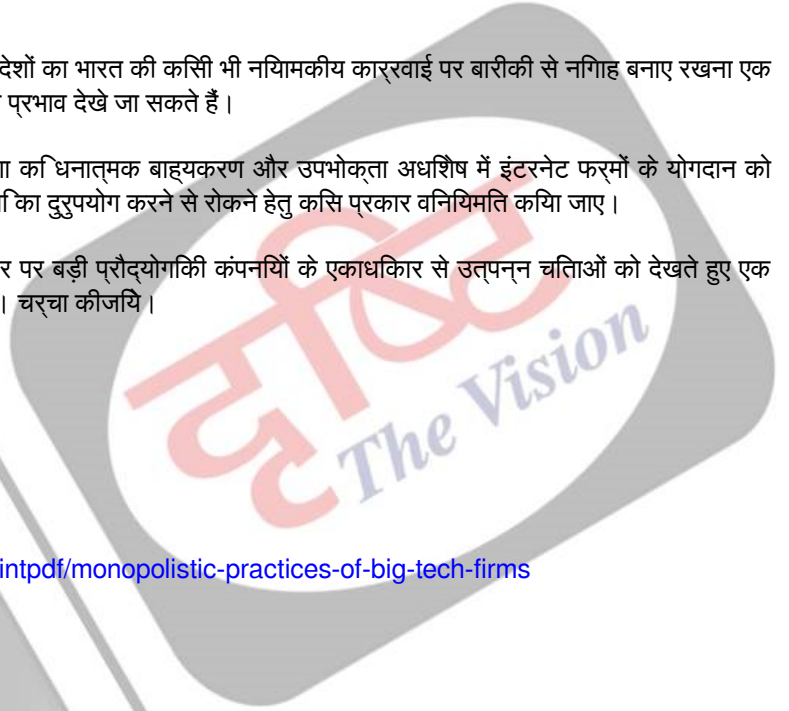 देशों का भारत की किसी भी नियामकीय कार्रवाई पर बारीकी से निगाह बनाए रखना एक
प्रभाव देखे जा सकते हैं।
कि धनात्मक बाह्यकरण और उपभोक्ता अधिशेष में इंटरनेट फर्मों के योगदान को
का दुरुपयोग करने से रोकने हेतु किस प्रकार विनियमित किया जाए।
पर बड़ी प्रौद्योगिकी कंपनियों के एकाधिकार से उत्पन्न चिंताओं को देखते हुए एक
। चर्चा कीजिये।
दृष्टि
The Vision
intpdf/monopolistic-practices-of-big-tech-firms